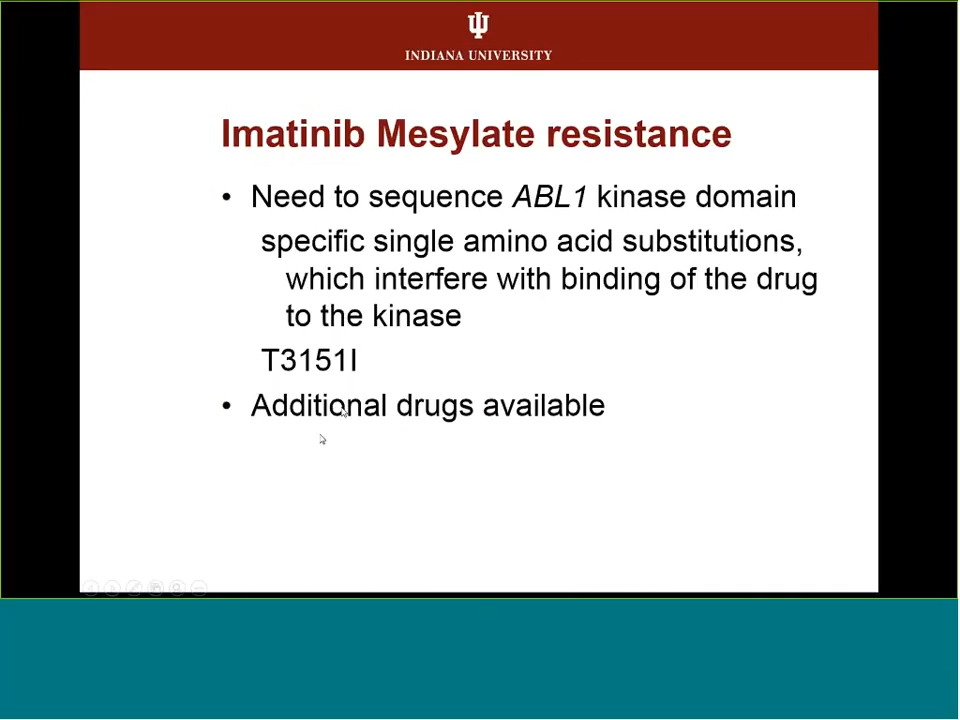 INDIANA UNIVERSITY
Imatinib Mesylate resistance
• Need to sequence ABL1 kinase domain
specific single amino acid substitutions,
which interfere with binding of the drug
to the kinase
T3151I
• Additional drugs available